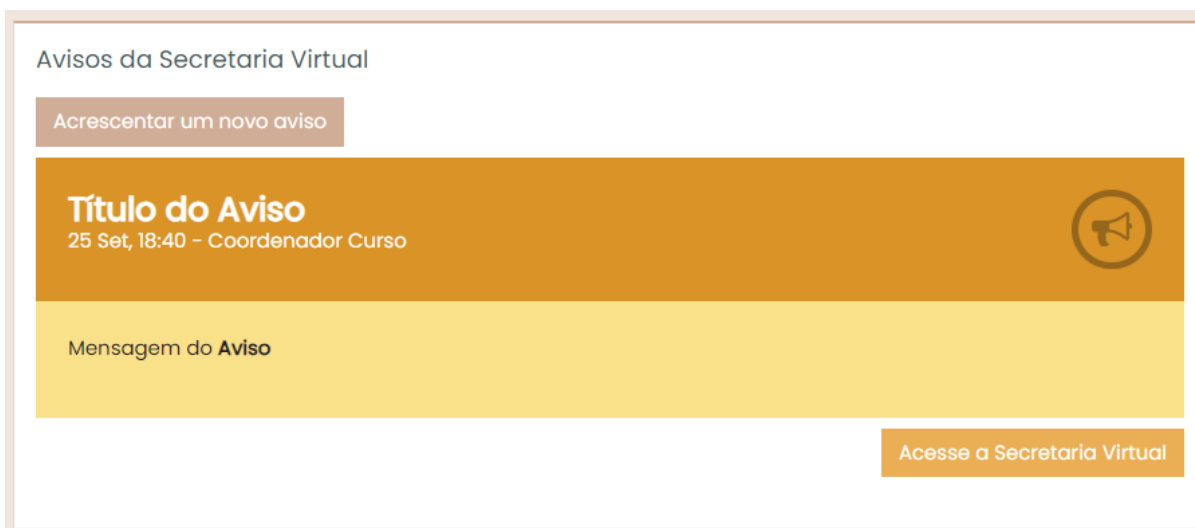 Avisos da Secretaria Virtual
Acrescentar um novo aviso
Título do Aviso
25 Set, 18:40 - Coordenador Curso
Mensagem do Aviso
Acesse a Secretaria Virtual